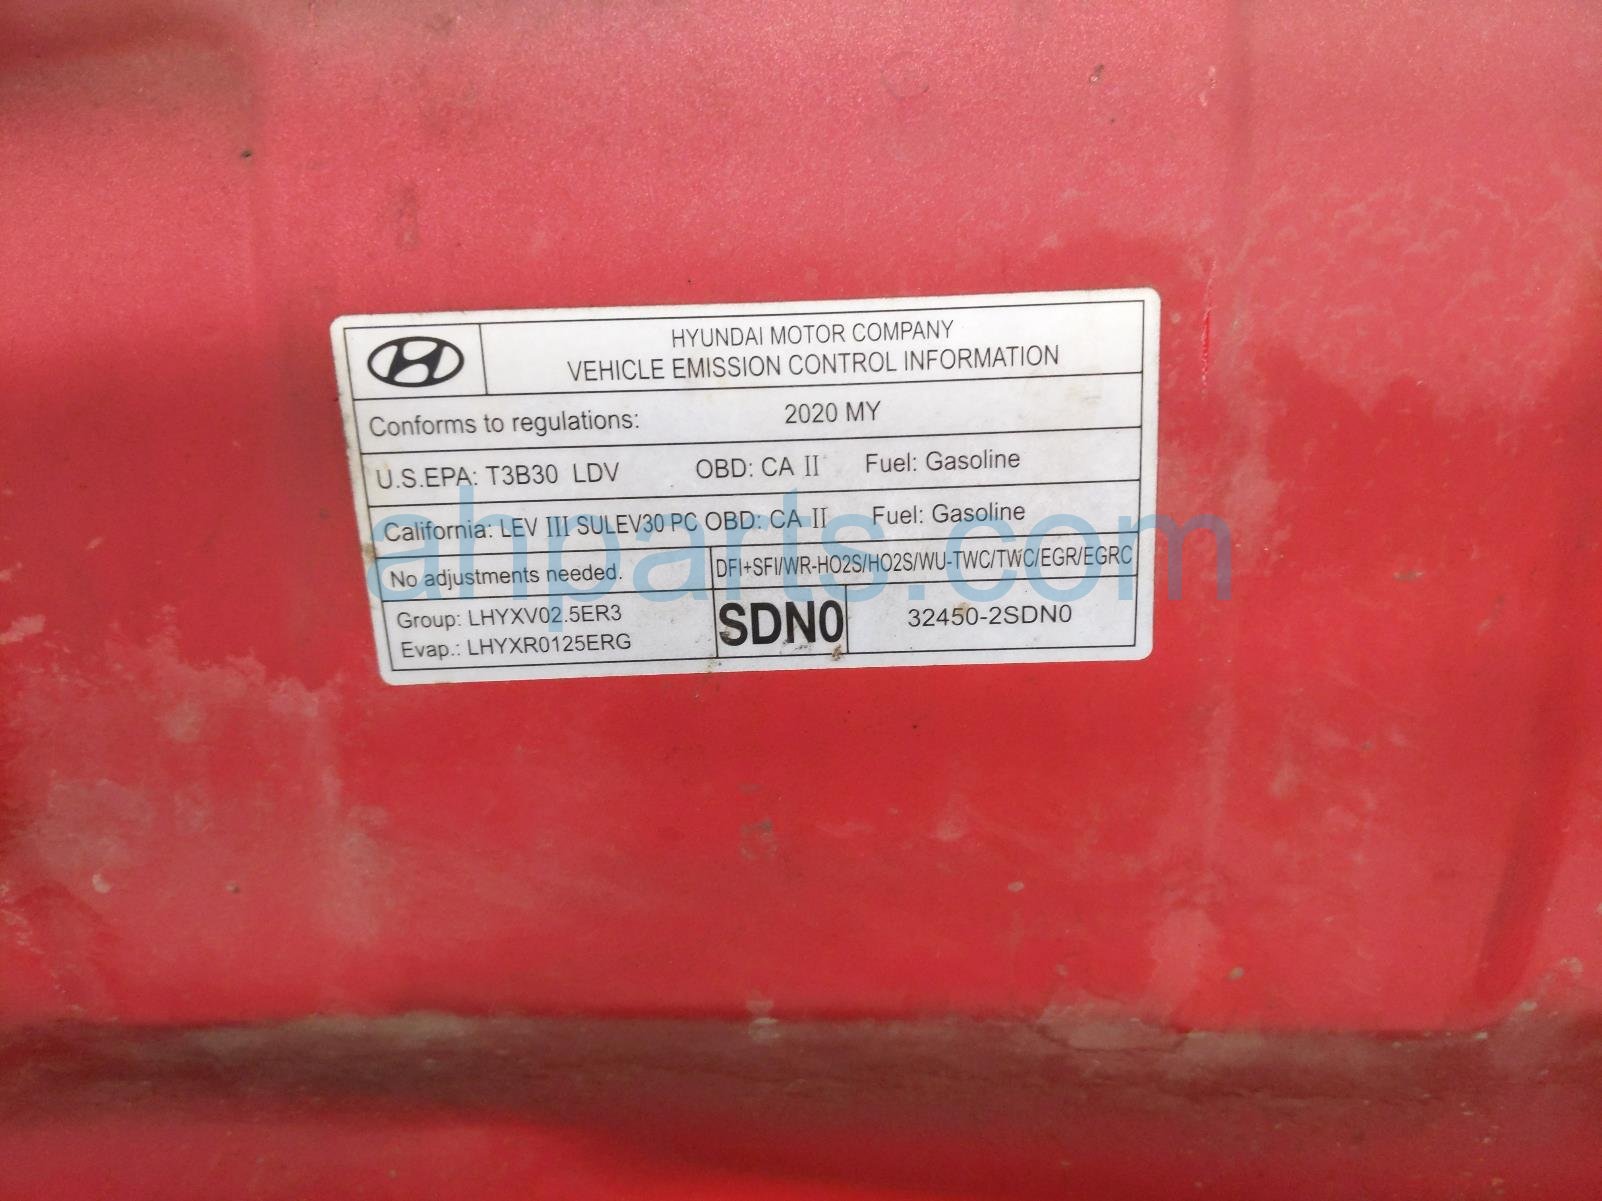 HYUNDAI MOTOR COMPANY
VEHICLE EMISSION CONTROL INFORMATION
Conforms to regulations: 2020 MY
U.S.EPA: T3B30 LDV OBD: CA II Fuel: Gasoline
California: LEV III SULEV30 PC OBD: CA II Fuel: Gasoline
No adjustments needed. DFI+SFI/WR-HO2S/HO2S/WU-TWC/TWC/EGR/EGRC
Group: LHYXV02.5ER3
Evap.: LHYXR0125ERG
SDN0 32450-2SDN0
ahparts.com